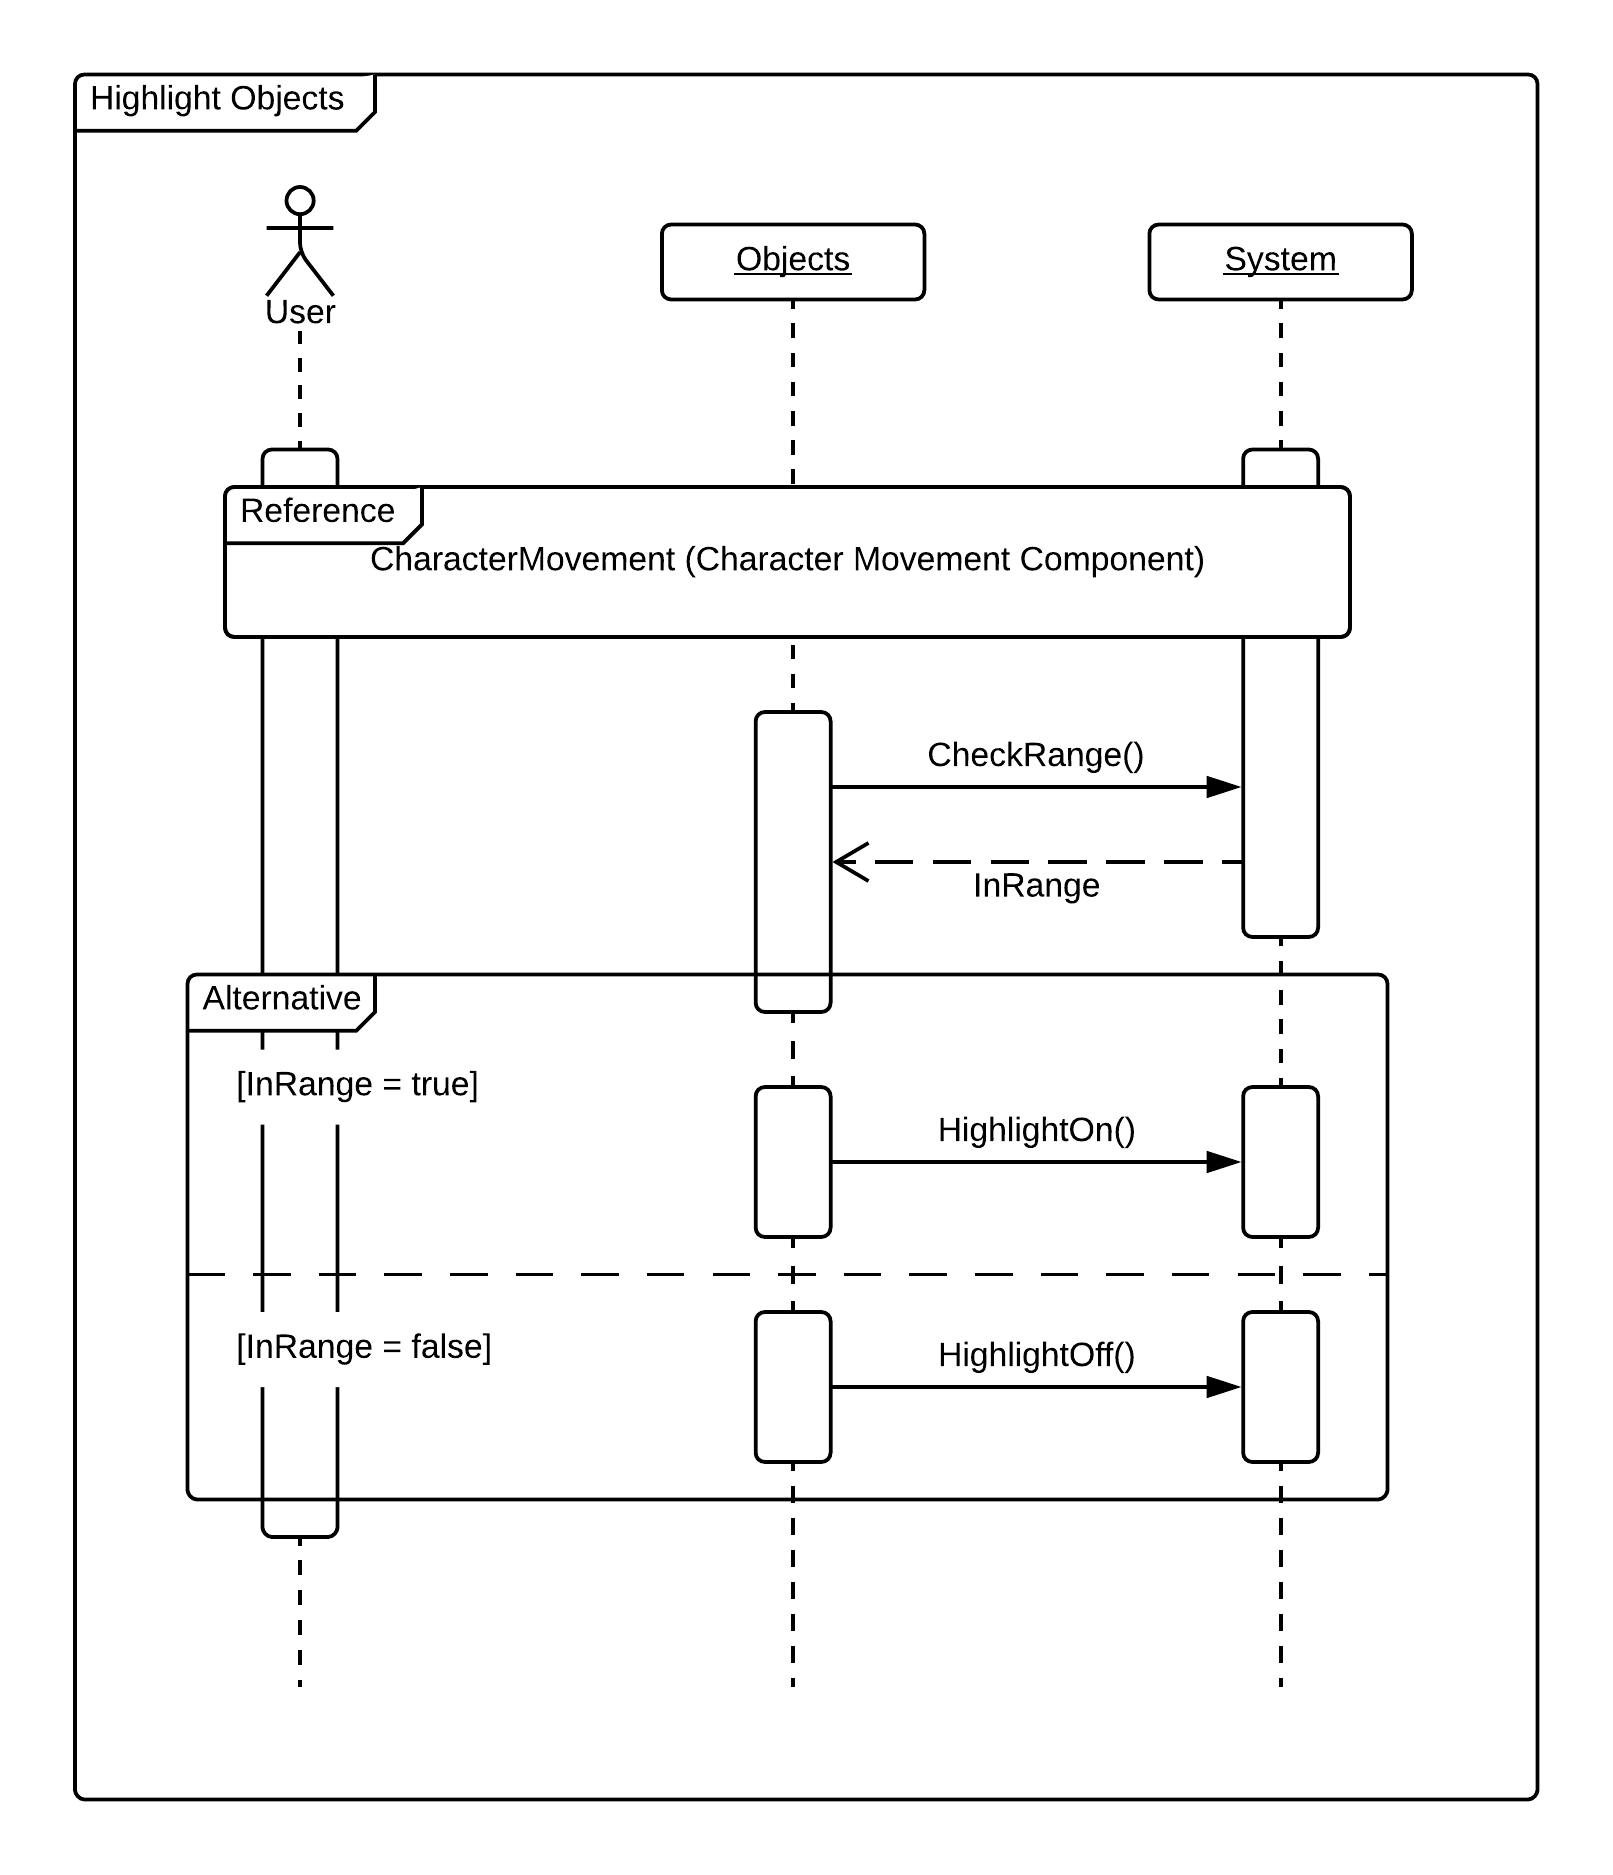 Highlight Objects
User
Objects
System
Reference
CharacterMovement (Character Movement Component)
CheckRange()
InRange
Alternative
[InRange = true]
HighlightOn()
[InRange = false]
HighlightOff()